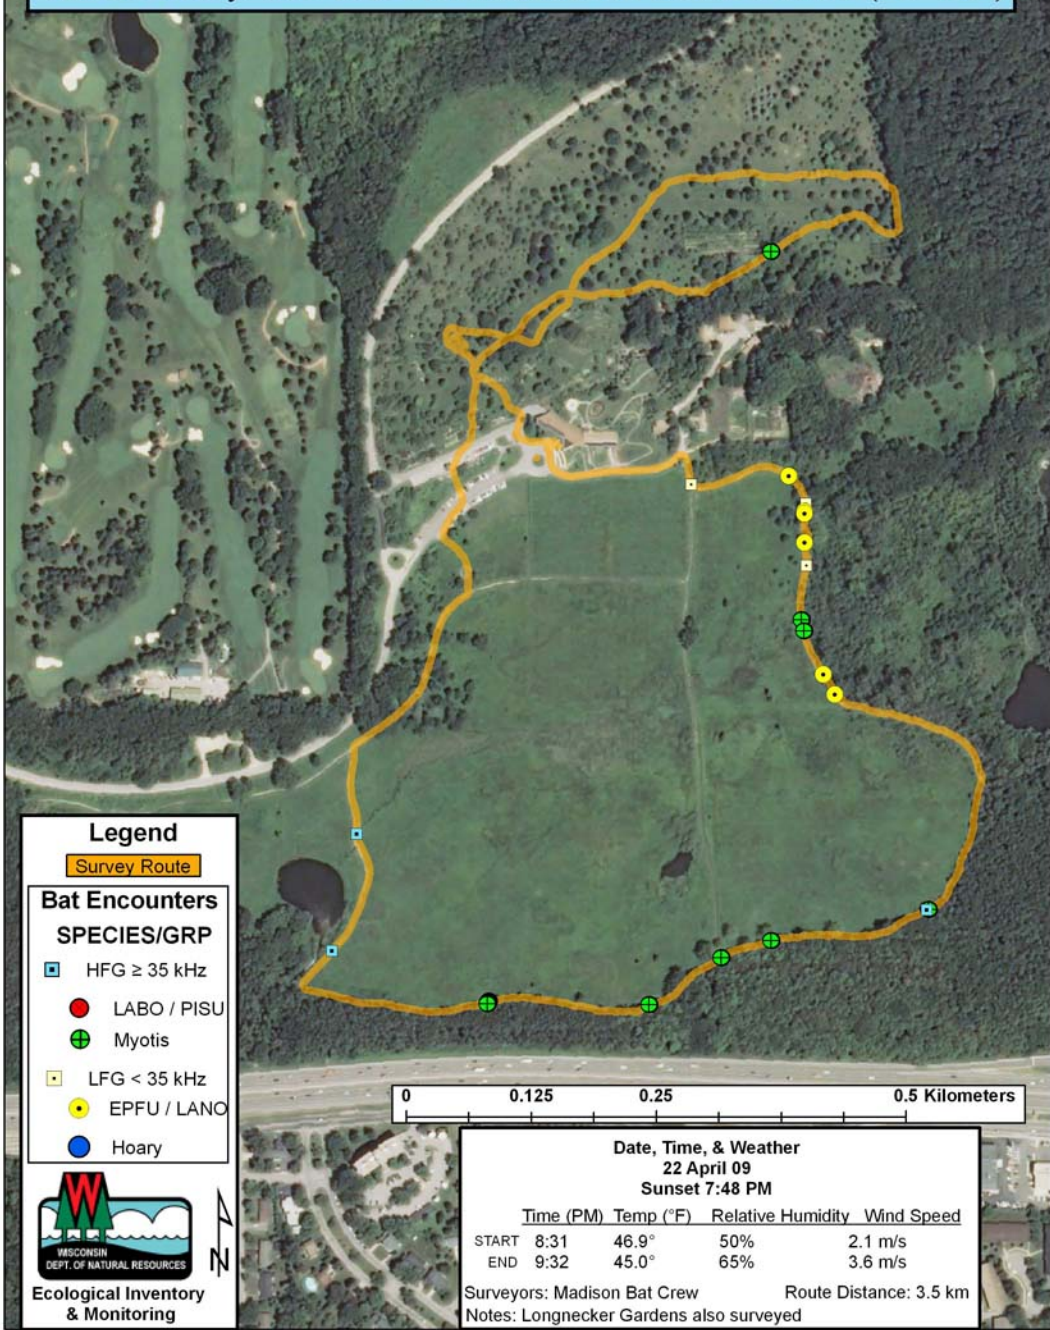 Legend
Survey Route
Bat Encounters
SPECIES/GRP
HFG ≥ 35 kHz
LABO / PISU
Myotis
LFG < 35 kHz
EPFU / LANO
Hoary
W
WISCONSIN
DEPT. OF NATURAL RESOURCES
N
Ecological Inventory
& Monitoring
0 0.125 0.25 0.5 Kilometers
Date, Time, & Weather
22 April 09
Sunset 7:48 PM
Time (PM) Temp (°F) Relative Humidity Wind Speed
START 8:31 46.9° 50% 2.1 m/s
END 9:32 45.0° 65% 3.6 m/s
Surveyors: Madison Bat Crew Route Distance: 3.5 km
Notes: Longnecker Gardens also surveyed